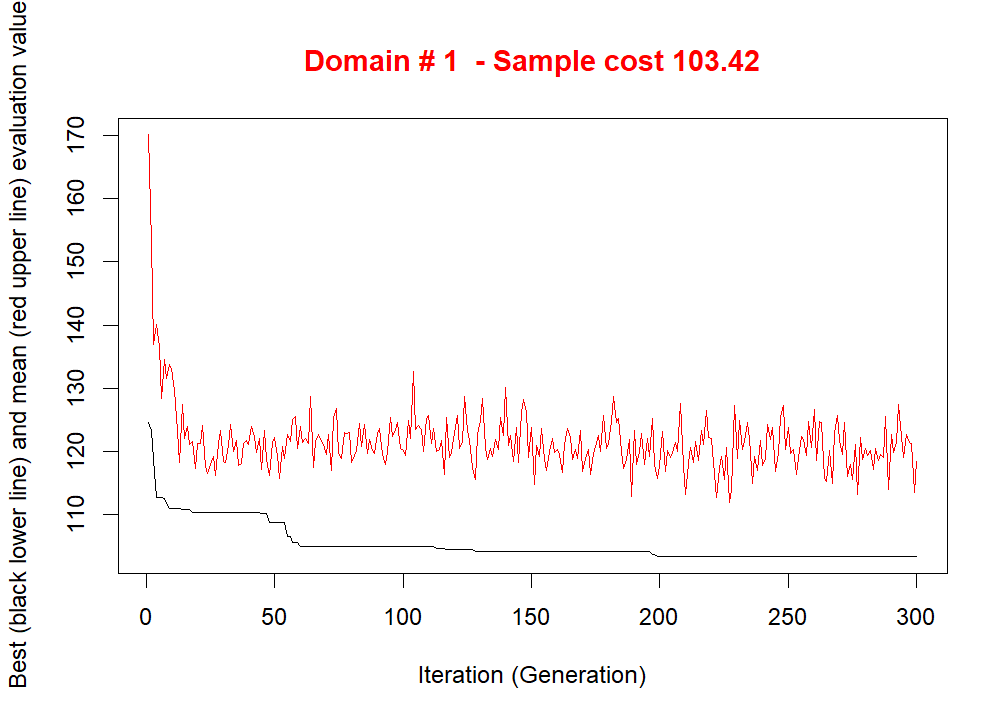 Domain # 1  - Sample cost 103.42
Best (black lower line) and mean (red upper line) evaluation value
170
160
150
140
130
120
110
0 50 100 150 200 250 300
Iteration (Generation)